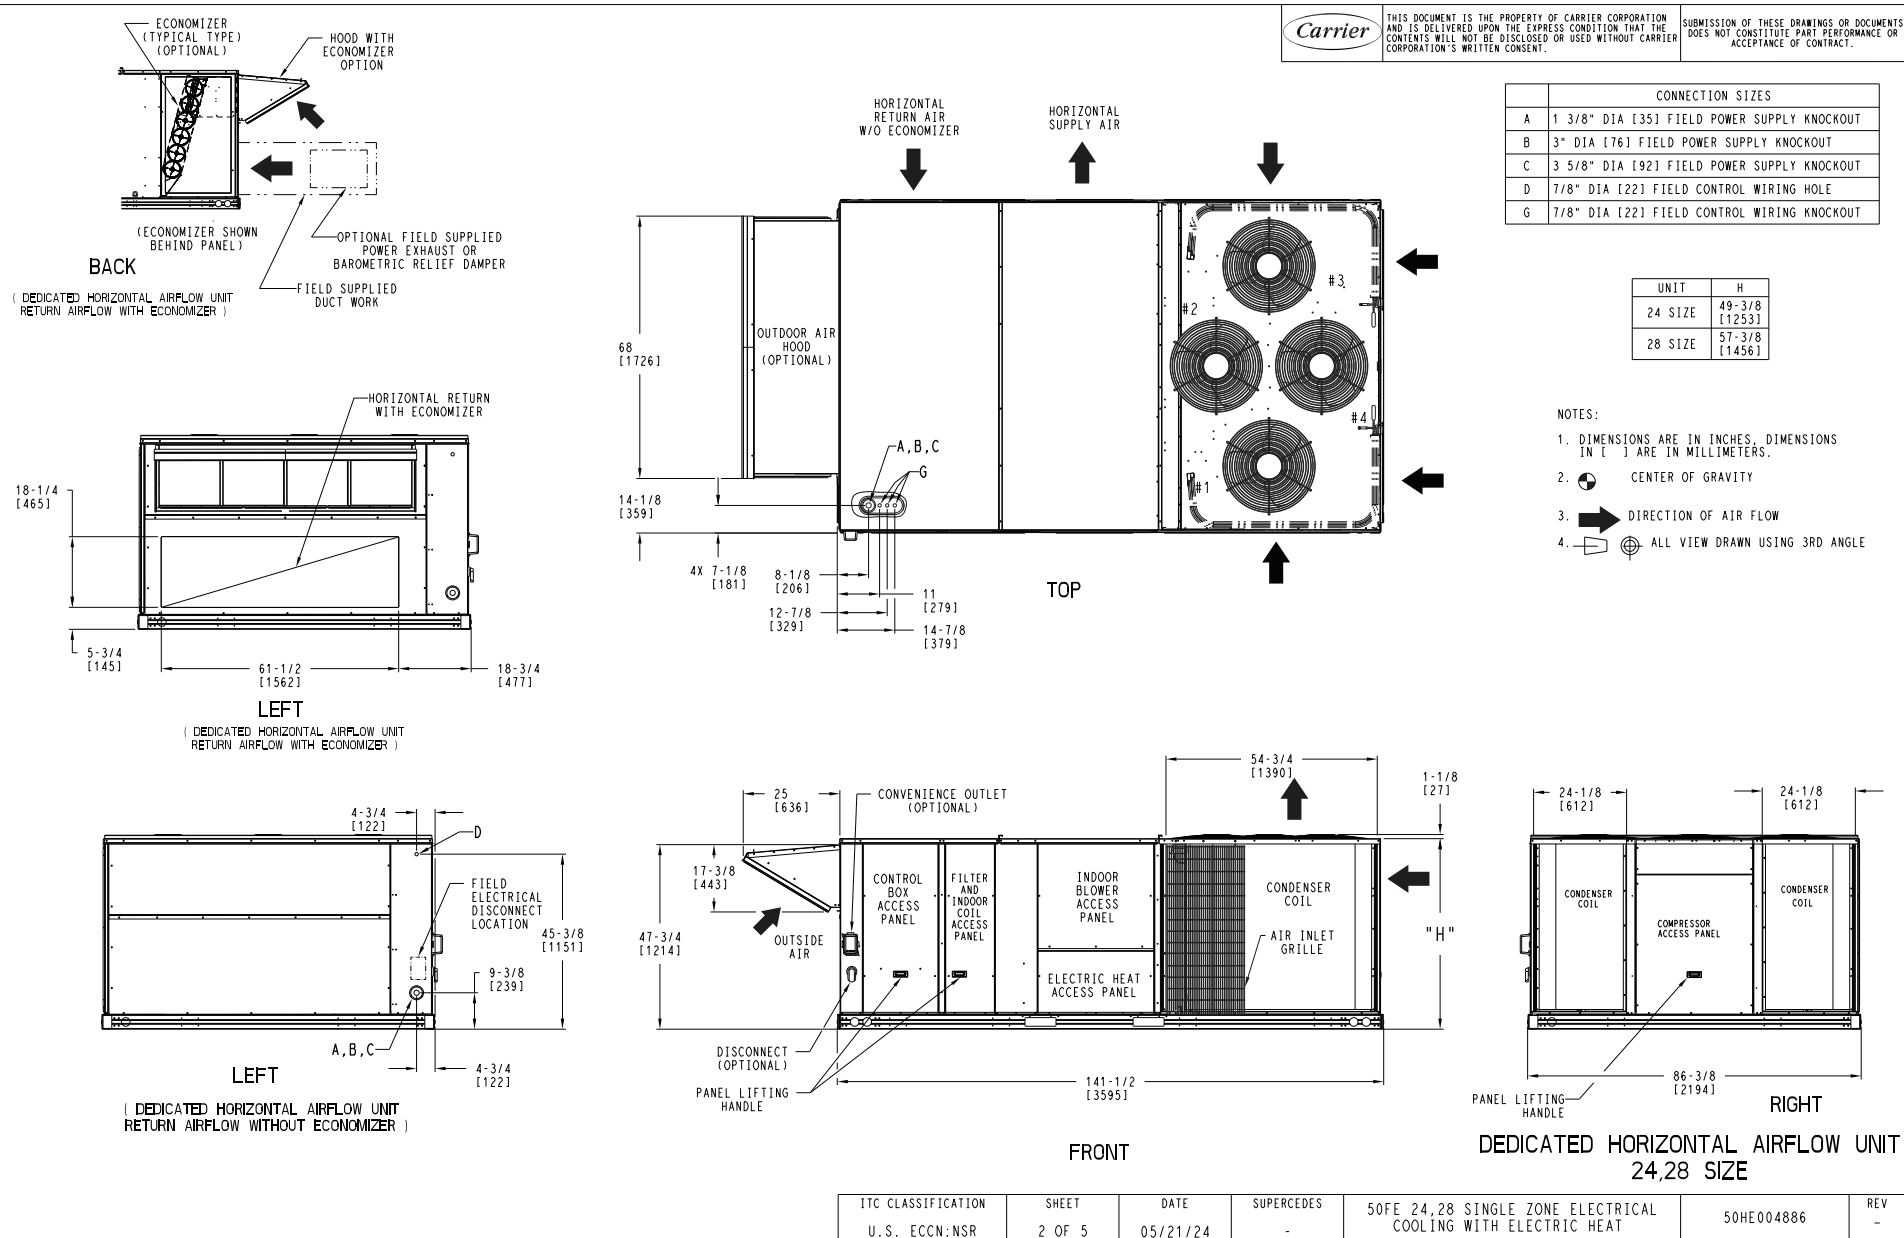 Carrier
THIS DOCUMENT IS THE PROPERTY OF CARRIER CORPORATION
AND IS DELIVERED UPON THE EXPRESS CONDITION THAT THE
CONTENTS WILL NOT BE DISCLOSED OR USED WITHOUT CARRIER
CORPORATION'S WRITTEN CONSENT.
SUBMISSION OF THESE DRAWINGS OR DOCUMENTS
DOES NOT CONSTITUTE PART PERFORMANCE OR
ACCEPTANCE OF CONTRACT.
ECONOMIZER
(TYPICAL TYPE)
(OPTIONAL)
HOOD WITH
ECONOMIZER
OPTION
(ECONOMIZER SHOWN
BEHIND PANEL)
OPTIONAL FIELD SUPPLIED
POWER EXHAUST OR
BAROMETRIC RELIEF DAMPER
FIELD SUPPLIED
DUCT WORK
BACK
( DEDICATED HORIZONTAL AIRFLOW UNIT
RETURN AIRFLOW WITH ECONOMIZER )
HORIZONTAL
RETURN AIR
W/O ECONOMIZER
HORIZONTAL
SUPPLY AIR
OUTDOOR AIR
HOOD
(OPTIONAL)
68
[1726]
14-1/8
[359]
4X 7-1/8
[181]
8-1/8
[206]
12-7/8
[329]
11
[279]
14-7/8
[379]
A,B,C
G
#1
#2
#3
#4
TOP
CONNECTION SIZES
A 1 3/8" DIA [35] FIELD POWER SUPPLY KNOCKOUT
B 3" DIA [76] FIELD POWER SUPPLY KNOCKOUT
C 3 5/8" DIA [92] FIELD POWER SUPPLY KNOCKOUT
D 7/8" DIA [22] FIELD CONTROL WIRING HOLE
G 7/8" DIA [22] FIELD CONTROL WIRING KNOCKOUT
UNIT H
24 SIZE 49-3/8
[1253]
28 SIZE 57-3/8
[1456]
NOTES:
1. DIMENSIONS ARE IN INCHES, DIMENSIONS
IN [ ] ARE IN MILLIMETERS.
2. CENTER OF GRAVITY
3. DIRECTION OF AIR FLOW
4. ALL VIEW DRAWN USING 3RD ANGLE
HORIZONTAL RETURN
WITH ECONOMIZER
18-1/4
[465]
5-3/4
[145]
61-1/2
[1562]
18-3/4
[477]
LEFT
( DEDICATED HORIZONTAL AIRFLOW UNIT
RETURN AIRFLOW WITH ECONOMIZER )
4-3/4
[122]
D
FIELD
ELECTRICAL
DISCONNECT
LOCATION
45-3/8
[1151]
9-3/8
[239]
A,B,C
4-3/4
[122]
LEFT
( DEDICATED HORIZONTAL AIRFLOW UNIT
RETURN AIRFLOW WITHOUT ECONOMIZER )
25
[636]
CONVENIENCE OUTLET
(OPTIONAL)
54-3/4
[1390]
1-1/8
[27]
17-3/8
[443]
47-3/4
[1214]
OUTSIDE
AIR
CONTROL
BOX
ACCESS
PANEL
FILTER
AND
INDOOR
COIL
ACCESS
PANEL
INDOOR
BLOWER
ACCESS
PANEL
ELECTRIC HEAT
ACCESS PANEL
CONDENSER
COIL
AIR INLET
GRILLE
"H"
DISCONNECT
(OPTIONAL)
PANEL LIFTING
HANDLE
141-1/2
[3595]
FRONT
24-1/8
[612]
24-1/8
[612]
CONDENSER
COIL
COMPRESSOR
ACCESS PANEL
CONDENSER
COIL
86-3/8
[2194]
PANEL LIFTING
HANDLE
RIGHT
DEDICATED HORIZONTAL AIRFLOW UNIT
24,28 SIZE
ITC CLASSIFICATION
U.S. ECCN:NSR
SHEET
2 OF 5
DATE
05/21/24
SUPERCEDES
-
50FE 24,28 SINGLE ZONE ELECTRICAL
COOLING WITH ELECTRIC HEAT
50HE004886
REV
-